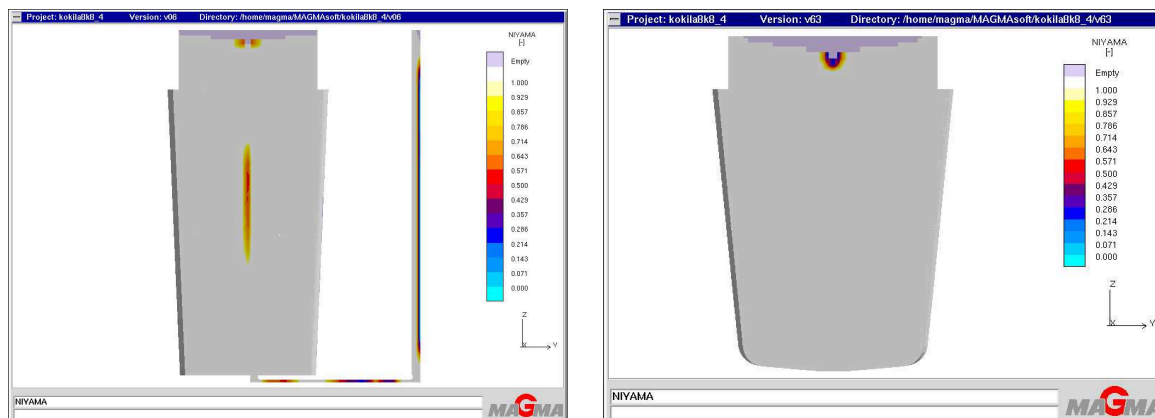 Project: kokila8k8_4 Version: v06 Directory: /home/magma/MAGMAsoft/kokila8k8_4/v06
NIYAMA
[-]
Empty
1.000
0.929
0.857
0.786
0.714
0.643
0.571
0.500
0.429
0.357
0.286
0.214
0.143
0.071
0.000
Z
X Y
NIYAMA
MAGMA
Project: kokila8k8_4 Version: v63 Directory: /home/magma/MAGMAsoft/kokila8k8_4/v63
NIYAMA
[-]
Empty
1.000
0.929
0.857
0.786
0.714
0.643
0.571
0.500
0.429
0.357
0.286
0.214
0.143
0.071
0.000
Z
X Y
NIYAMA
MAGMA